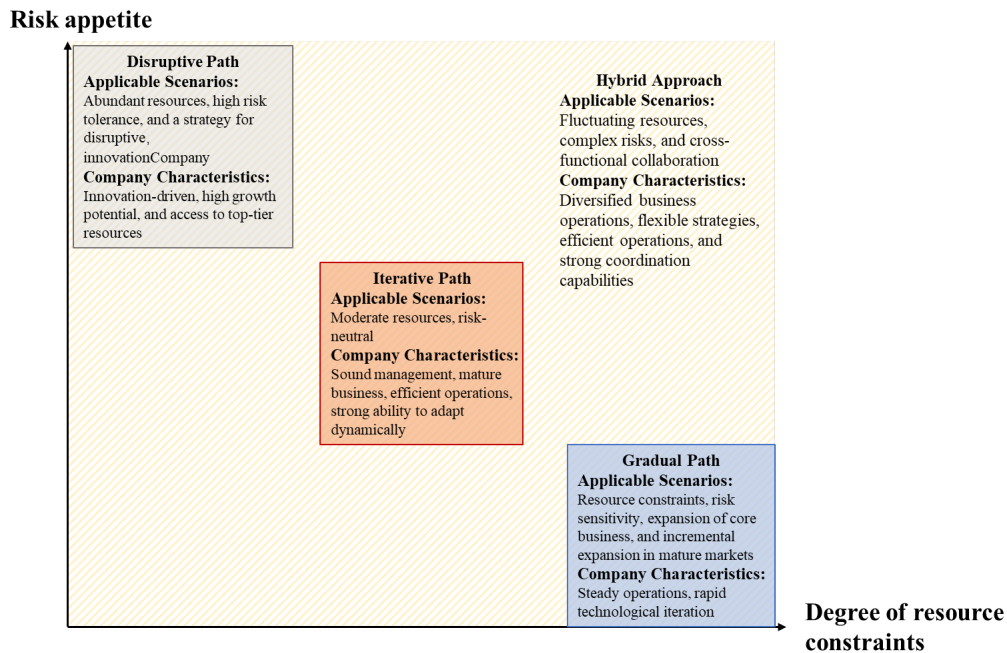 Risk appetite
Disruptive Path
Applicable Scenarios:
Abundant resources, high risk
tolerance, and a strategy for
disruptive,
innovationCompany
Company Characteristics:
Innovation-driven, high growth
potential, and access to top-tier
resources
Hybrid Approach
Applicable Scenarios:
Fluctuating resources,
complex risks, and cross-
functional collaboration
Company Characteristics:
Diversified business
operations, flexible strategies,
efficient operations, and
strong coordination
capabilities
Iterative Path
Applicable Scenarios:
Moderate resources, risk-
neutral
Company Characteristics:
Sound management, mature
business, efficient operations,
strong ability to adapt
dynamically
Gradual Path
Applicable Scenarios:
Resource constraints, risk
sensitivity, expansion of core
business, and incremental
expansion in mature markets
Company Characteristics:
Steady operations, rapid
technological iteration
Degree of resource
constraints